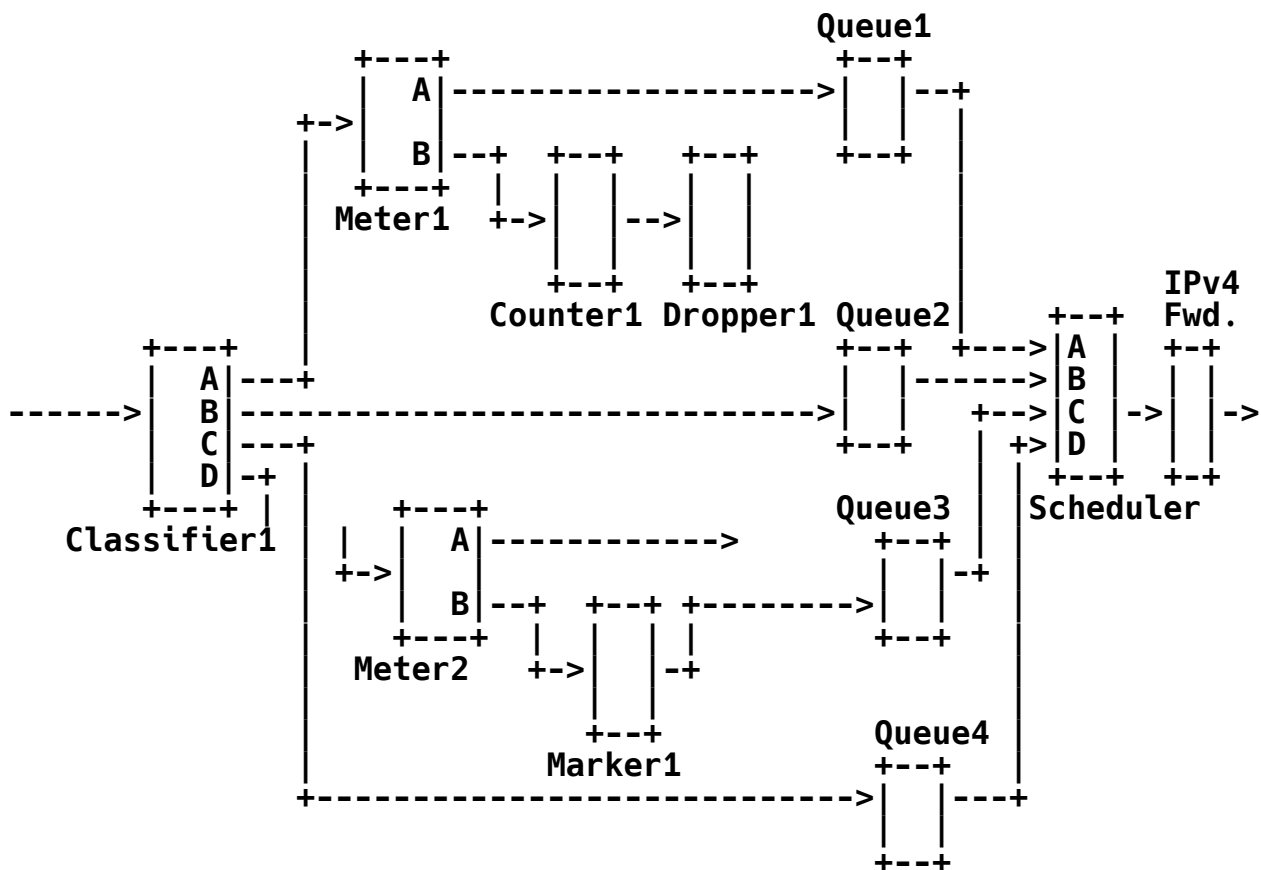 Queue1
                                     +---+                                         +--+
                                     |  A|------------------->|  |--+
                               +->|   |                    |  |  |
                               |  |  B|--+  +--+   +--+    +--+  |
                               |  +---+  |  |  |   |  |          |
                               | Meter1  +->|  |-->|  |          |
                               |            |  |   |  |          |
                               |            +--+   +--+          |          IPv4
                               |         Counter1 Dropper1 Queue2|    +--+  Fwd.
                       +---+   |                           +--+  +--->|A |  +-+
                       |  A|---+                           |  |------>|B |  | |
                ------>|  B|------------------------------>|  |   +-->|C |->| |->
                       |  C|---+                           +--+   | +>|D |  | |
                       |  D|-+ |                                  | | +--+  +-+
                       +---+ | |    +---+                  Queue3 | |Scheduler
                   Classifier1 | |  |  A|------------>       +--+ | |
                               | +->|   |                    |  |-+ |
                               |    |  B|--+  +--+ +-------->|  |   |
                               |    +---+  |  |  | |         +--+   |
                               |  Meter2   +->|  |-+                |
                               |              |  |                  |
                               |              +--+           Queue4 |
                               |            Marker1          +--+   |
                               +---------------------------->|  |---+
                                                             |  |
                                                             +--+